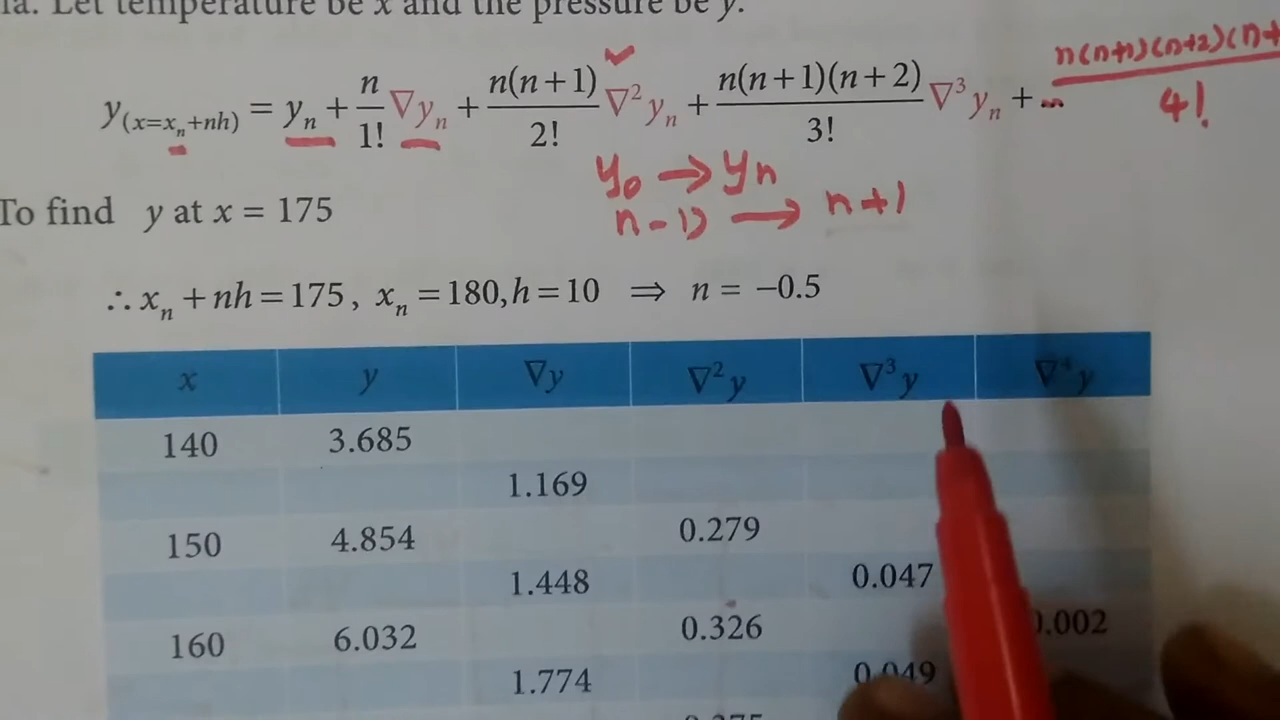 Let temperature be x and the pressure be y.
n(n+1)(n+2)(n+
4!
y(x=xₙ+nh) = yₙ + n/1! ∇yₙ + n(n+1)/2! ∇²yₙ + n(n+1)(n+2)/3! ∇³yₙ + ...
y₀ → yₙ
n-1) → n+1
To find y at x = 175
∴ xₙ + nh = 175, xₙ = 180, h = 10 ⇒ n = −0.5
x y ∇y ∇²y ∇³y ∇⁴y
140 3.685
1.169
150 4.854 0.279
1.448 0.047
160 6.032 0.326 0.002
1.774 0.049